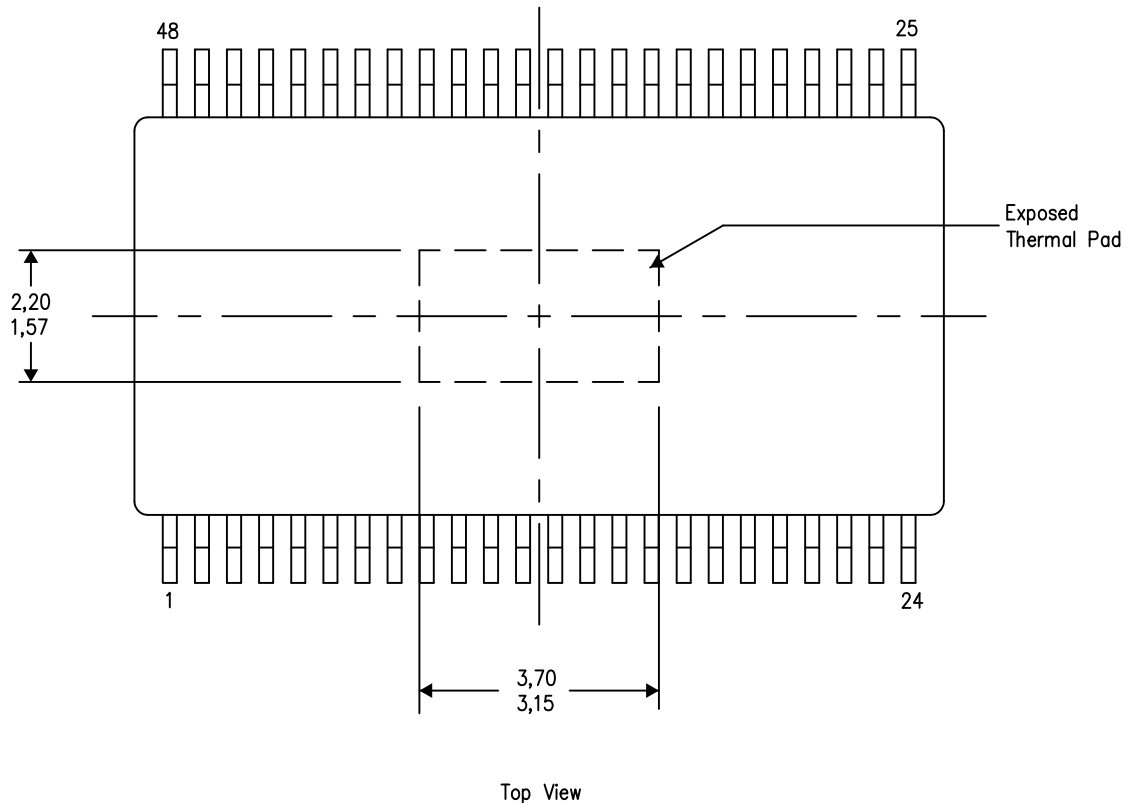 48
25
Exposed
Thermal Pad
2,20
1,57
1
24
3,70
3,15
Top View